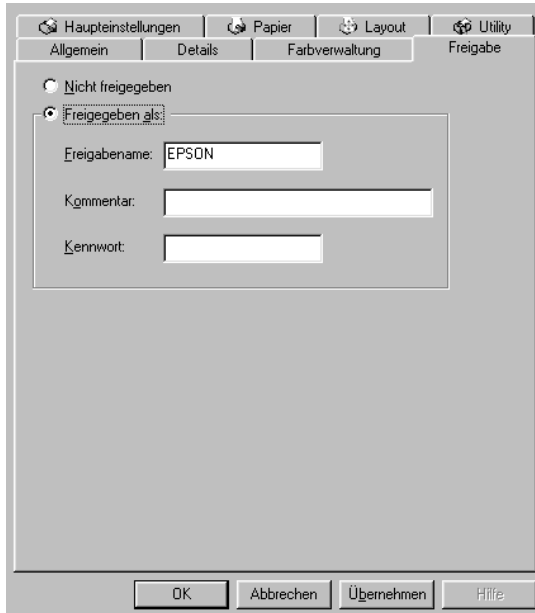 Haupteinstellungen Papier Layout Utility
Allgemein Details Farbverwaltung Freigabe
Nicht freigegeben
Freigegeben als:
Freigabename: EPSON
Kommentar:
Kennwort:
OK Abbrechen Übernehmen Hilfe